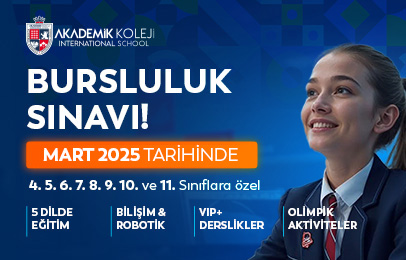 AKADEMİK KOLEJİ
INTERNATIONAL SCHOOL
BURSLULUK
SINAVI!
MART 2025 TARİHİNDE
4. 5. 6. 7. 8. 9. 10. ve 11. Sınıflara özel
5 DİLDE
EĞİTİM
BİLİŞİM &
ROBOTİK
VIP+
DERSLİKLER
OLİMPİK
AKTİVİTELER